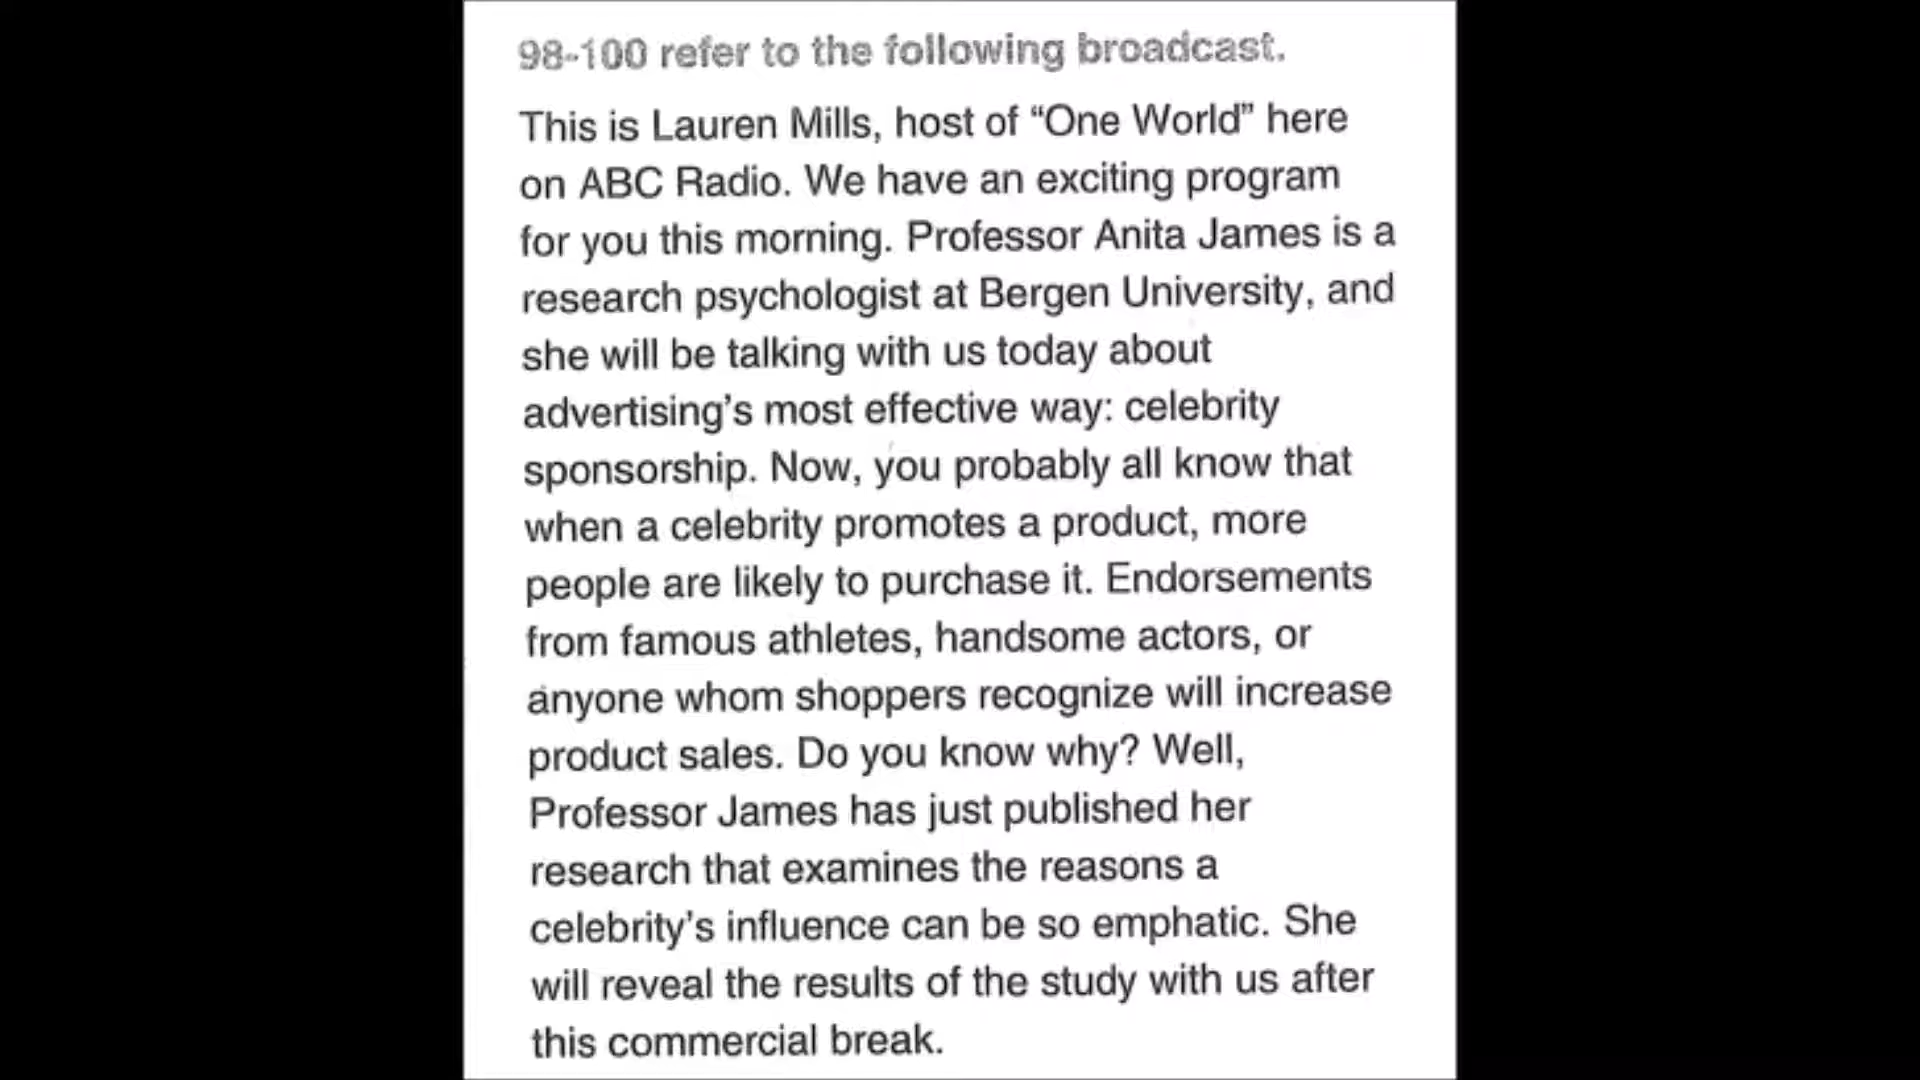 98-100 refer to the following broadcast.
This is Lauren Mills, host of “One World” here
on ABC Radio. We have an exciting program
for you this morning. Professor Anita James is a
research psychologist at Bergen University, and
she will be talking with us today about
advertising’s most effective way: celebrity
sponsorship. Now, you probably all know that
when a celebrity promotes a product, more
people are likely to purchase it. Endorsements
from famous athletes, handsome actors, or
anyone whom shoppers recognize will increase
product sales. Do you know why? Well,
Professor James has just published her
research that examines the reasons a
celebrity’s influence can be so emphatic. She
will reveal the results of the study with us after
this commercial break.